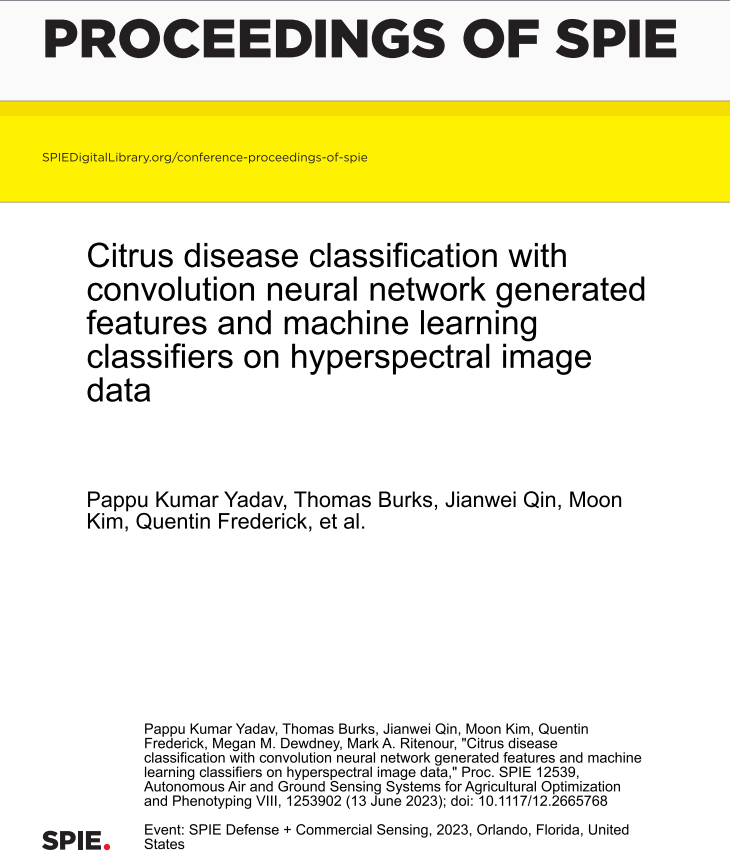 PROCEEDINGS OF SPIE
SPIEDigitalLibrary.org/conference-proceedings-of-spie
Citrus disease classification with
convolution neural network generated
features and machine learning
classifiers on hyperspectral image
data
Pappu Kumar Yadav, Thomas Burks, Jianwei Qin, Moon
Kim, Quentin Frederick, et al.
Pappu Kumar Yadav, Thomas Burks, Jianwei Qin, Moon Kim, Quentin
Frederick, Megan M. Dewdney, Mark A. Ritenour, "Citrus disease
classification with convolution neural network generated features and machine
learning classifiers on hyperspectral image data," Proc. SPIE 12539,
Autonomous Air and Ground Sensing Systems for Agricultural Optimization
and Phenotyping VIII, 1253902 (13 June 2023); doi: 10.1117/12.2665768
Event: SPIE Defense + Commercial Sensing, 2023, Orlando, Florida, United
States
SPIE.